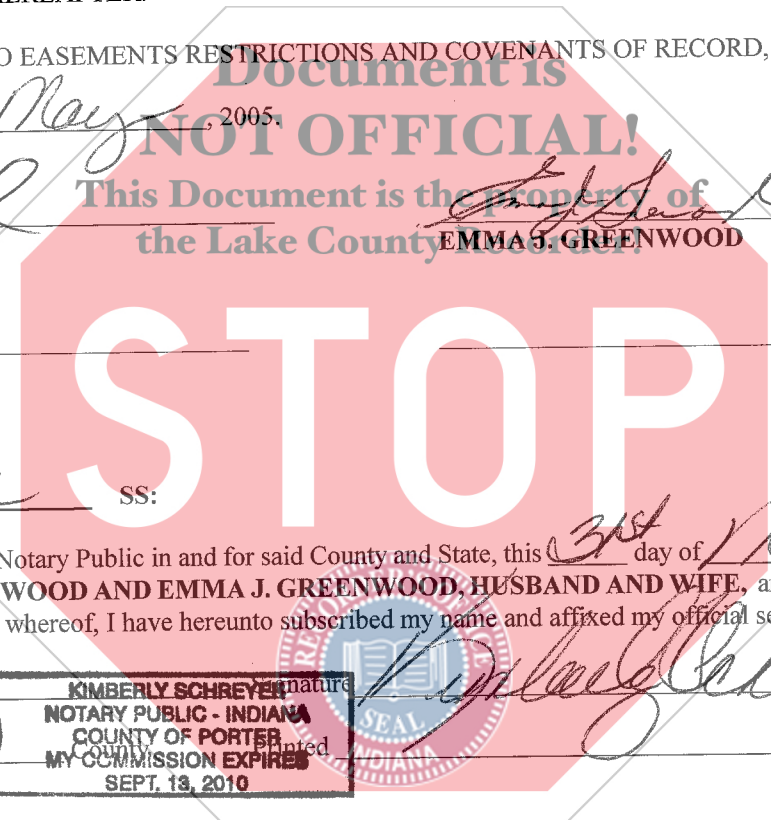 O EASEMENTS RESTRICTIONS AND COVENANTS OF RECORD,
Document is
May, 2005.
NOT OFFICIAL!
This Document is the property of
the Lake County Recorder!
EMMA J. GREENWOOD
STOP
SS:
Notary Public in and for said County and State, this 31st day of
WOOD AND EMMA J. GREENWOOD, HUSBAND AND WIFE,
whereof, I have hereunto subscribed my name and affixed my official
SEAL
INDIANA
KIMBERLY SCHREYER
NOTARY PUBLIC - INDIANA
COUNTY OF PORTER
MY COMMISSION EXPIRES
SEPT. 13, 2010
County
Printed